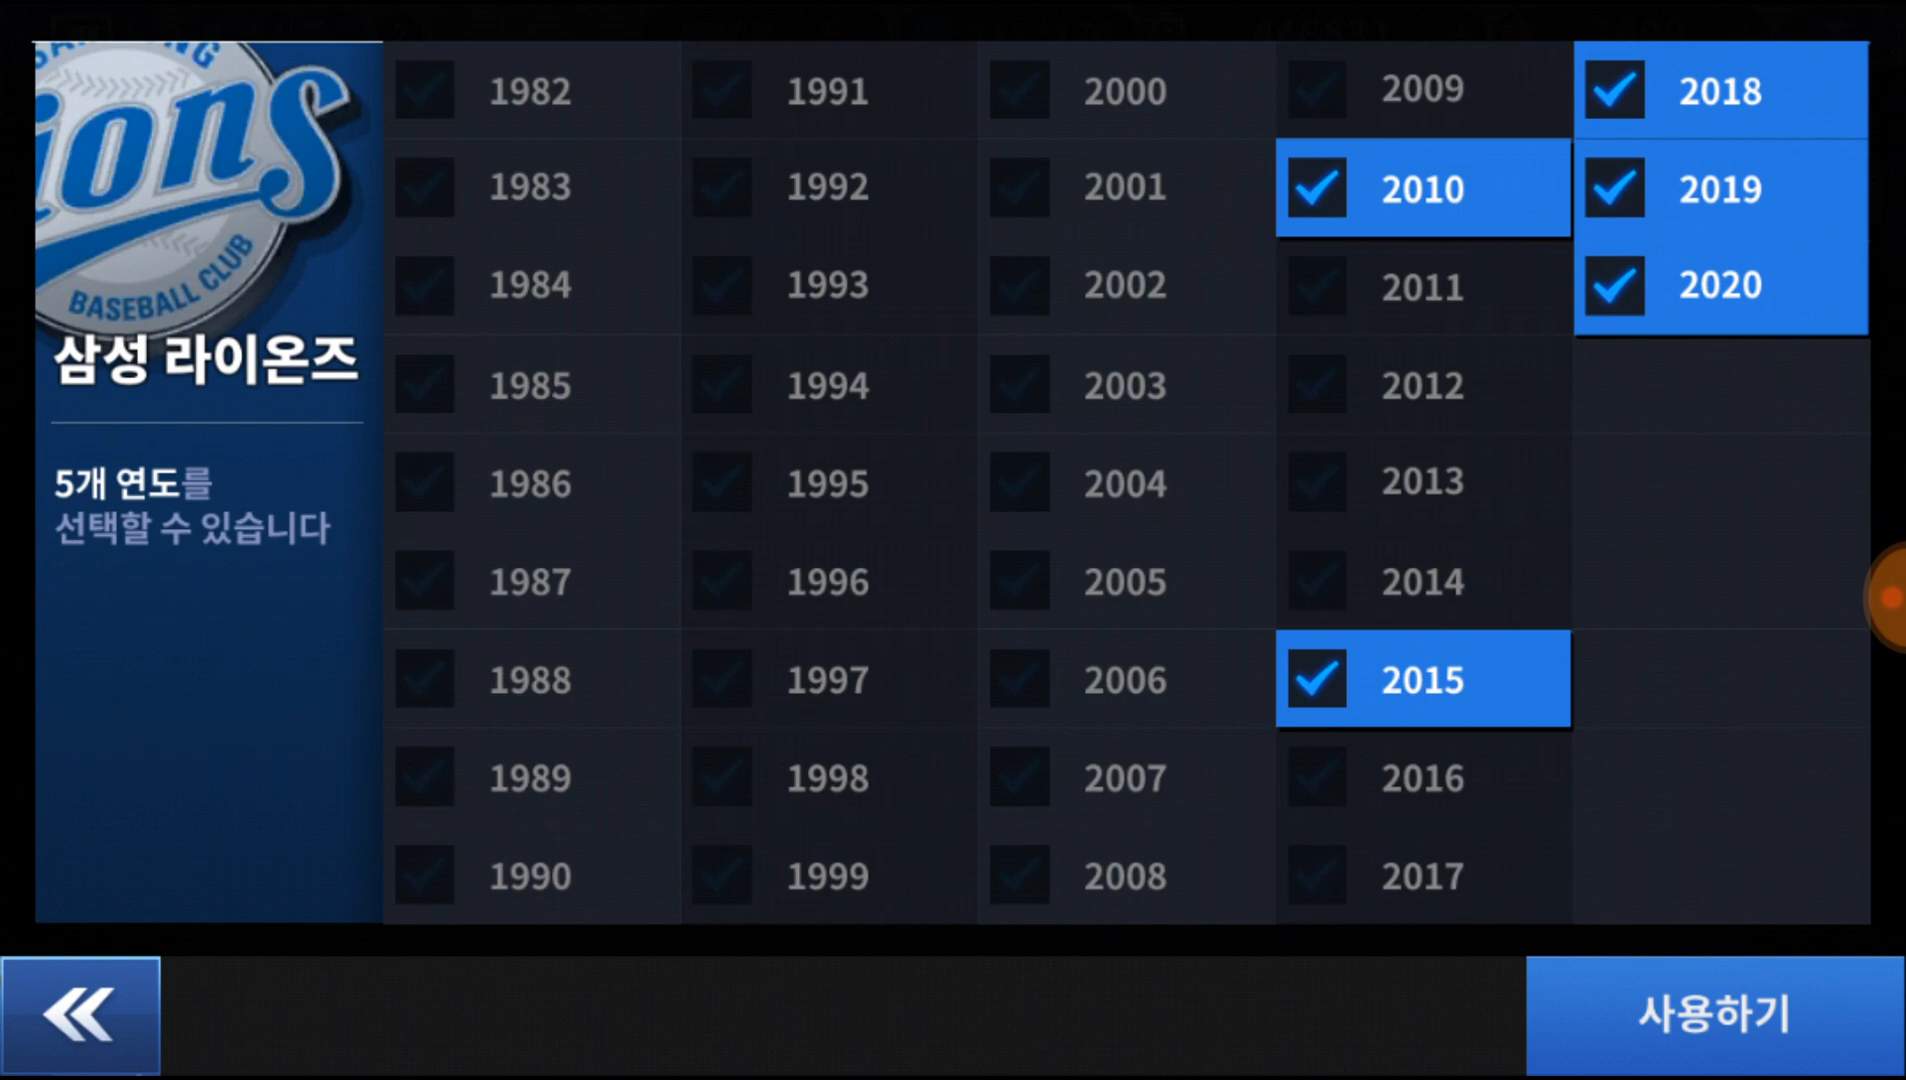 ions
BASEBALL CLUB
삼성 라이온즈
5개 연도를
선택할 수 있습니다
1982 1991 2000 2009 2018
1983 1992 2001 2010 2019
1984 1993 2002 2011 2020
1985 1994 2003 2012
1986 1995 2004 2013
1987 1996 2005 2014
1988 1997 2006 2015
1989 1998 2007 2016
1990 1999 2008 2017
사용하기